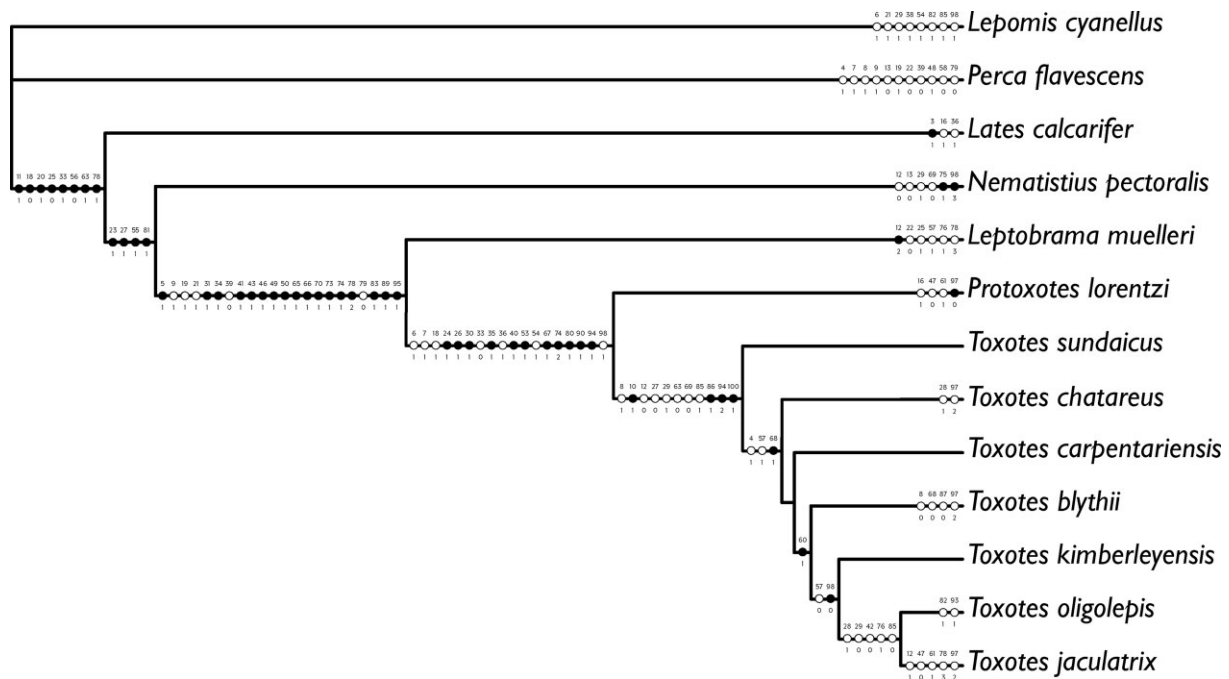 6 21 29 38 54 82 85 98
Lepomis cyanellus
1 1 1 1 1 1 1 1
4 7 8 9 13 19 22 39 48 58 79
Perca flavescens
1 1 1 1 0 1 0 0 1 0 0
3 16 36
Lates calcarifer
1 1 1
11 18 20 25 33 56 63 78
1 0 1 0 1 0 1 1
12 13 29 69 75 98
Nematistius pectoralis
0 0 1 0 1 3
23 27 55 81
1 1 1 1
12 22 25 57 76 78
Leptobrama muelleri
2 0 1 1 1 3
5 9 19 21 31 34 39 41 43 46 49 50 65 66 70 73 74 78 79 83 89 95
1 1 1 1 1 1 0 1 1 1 1 1 1 1 1 1 1 2 0 1 1 1
16 47 61 97
Protoxotes lorentzi
1 0 1 0
6 7 18 24 26 30 33 35 36 40 53 54 67 74 80 90 94 98
1 1 1 1 1 1 0 1 1 1 1 1 1 2 1 1 1 1
Toxotes sundaicus
8 10 12 27 29 63 69 85 86 94 100
1 1 0 0 1 0 0 1 1 2 1
28 97
Toxotes chatareus
1 2
4 57 68
1 1 1
Toxotes carpentariensis
8 68 87 97
Toxotes blythii
0 0 0 2
60
1
Toxotes kimberleyensis
57 98
0 0
82 93
Toxotes oligolepis
1 1
28 29 42 76 85
1 0 0 1 0
12 47 61 78 97
Toxotes jaculatrix
1 0 1 3 2